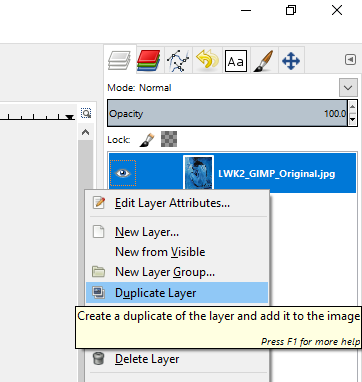 Aa
Mode: Normal
Opacity 100.0
Lock:
LWK2_GIMP_Original.jpg
Edit Layer Attributes...
New Layer...
New from Visible
New Layer Group...
Duplicate Layer
Create a duplicate of the layer and add it to the image
Press F1 for more help
Delete Layer